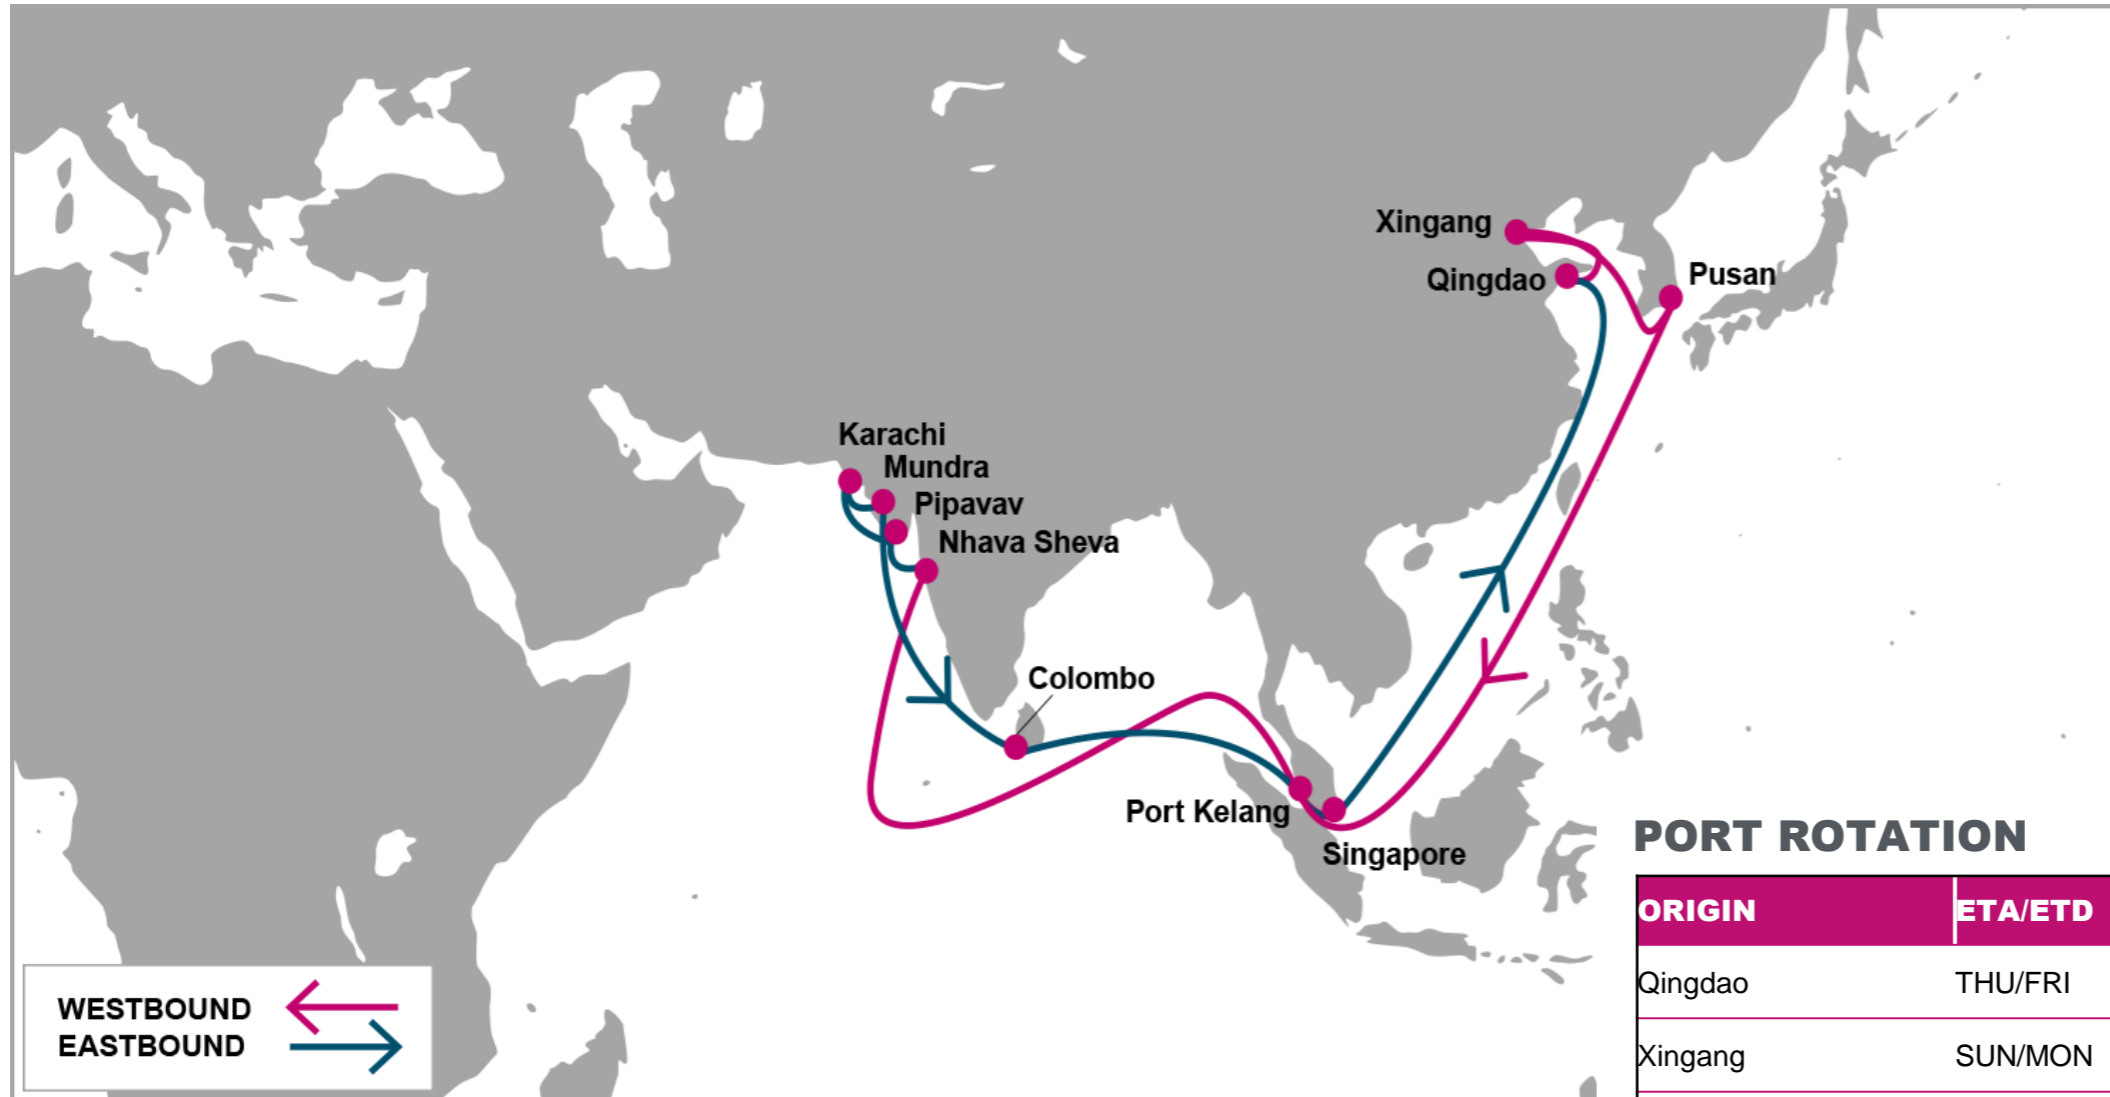 Xingang
Qingdao
Pusan
Karachi
Mundra
Pipavav
Nhava Sheva
Colombo
Port Kelang
Singapore
WESTBOUND
EASTBOUND
PORT ROTATION
ORIGIN ETA/ETD
Qingdao THU/FRI
Xingang SUN/MON